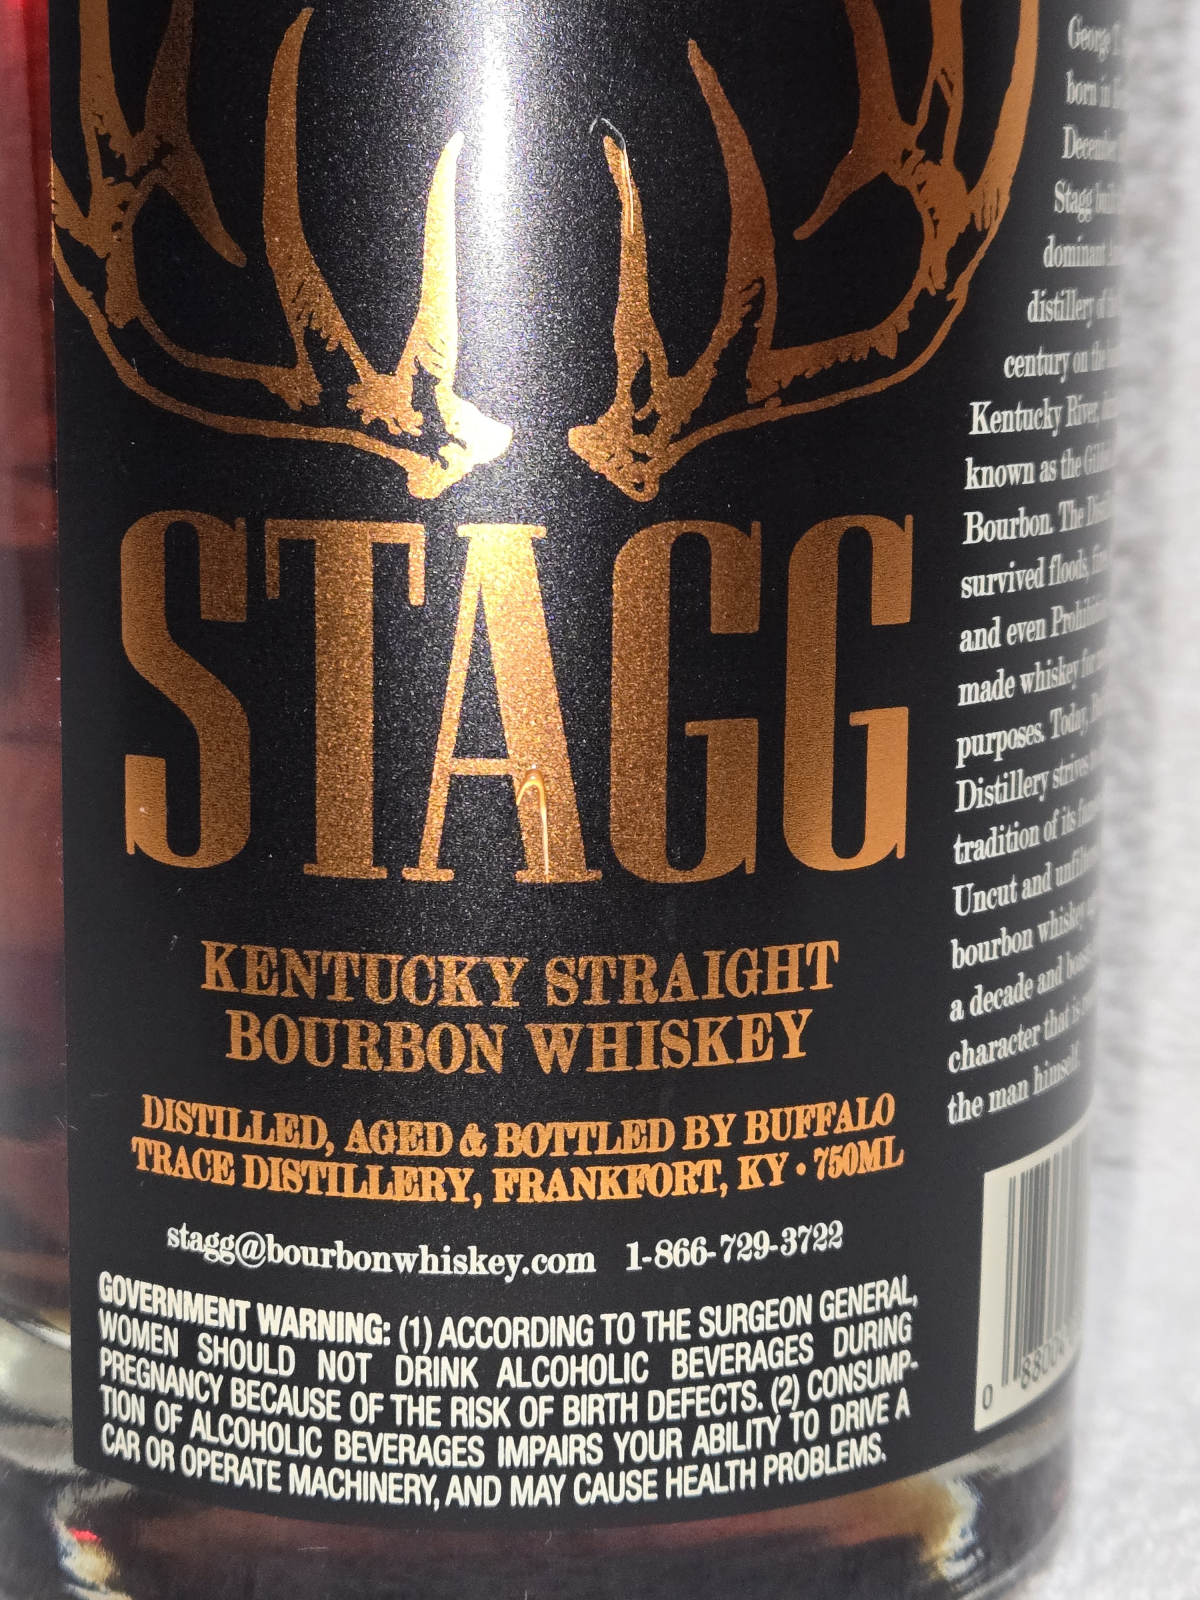 STAGG
KENTUCKY STRAIGHT
BOURBON WHISKEY
DISTILLED, AGED & BOTTLED BY BUFFALO
TRACE DISTILLERY, FRANKFORT, KY • 750ML
stagg@bourbonwhiskey.com 1-866-729-3722
GOVERNMENT WARNING: (1) ACCORDING TO THE SURGEON GENERAL,
WOMEN SHOULD NOT DRINK ALCOHOLIC BEVERAGES DURING
PREGNANCY BECAUSE OF THE RISK OF BIRTH DEFECTS. (2) CONSUMP-
TION OF ALCOHOLIC BEVERAGES IMPAIRS YOUR ABILITY TO DRIVE A
CAR OR OPERATE MACHINERY, AND MAY CAUSE HEALTH PROBLEMS.
George T.
born in
December
Stagg
dominant
distillery of
century on the
Kentucky River,
known as the
Bourbon. The
survived floods,
and even
made whiskey for
purposes. Today,
Distillery strives
tradition of its
Uncut and
bourbon whiskey
a decade and
character that is
the man himself.
0